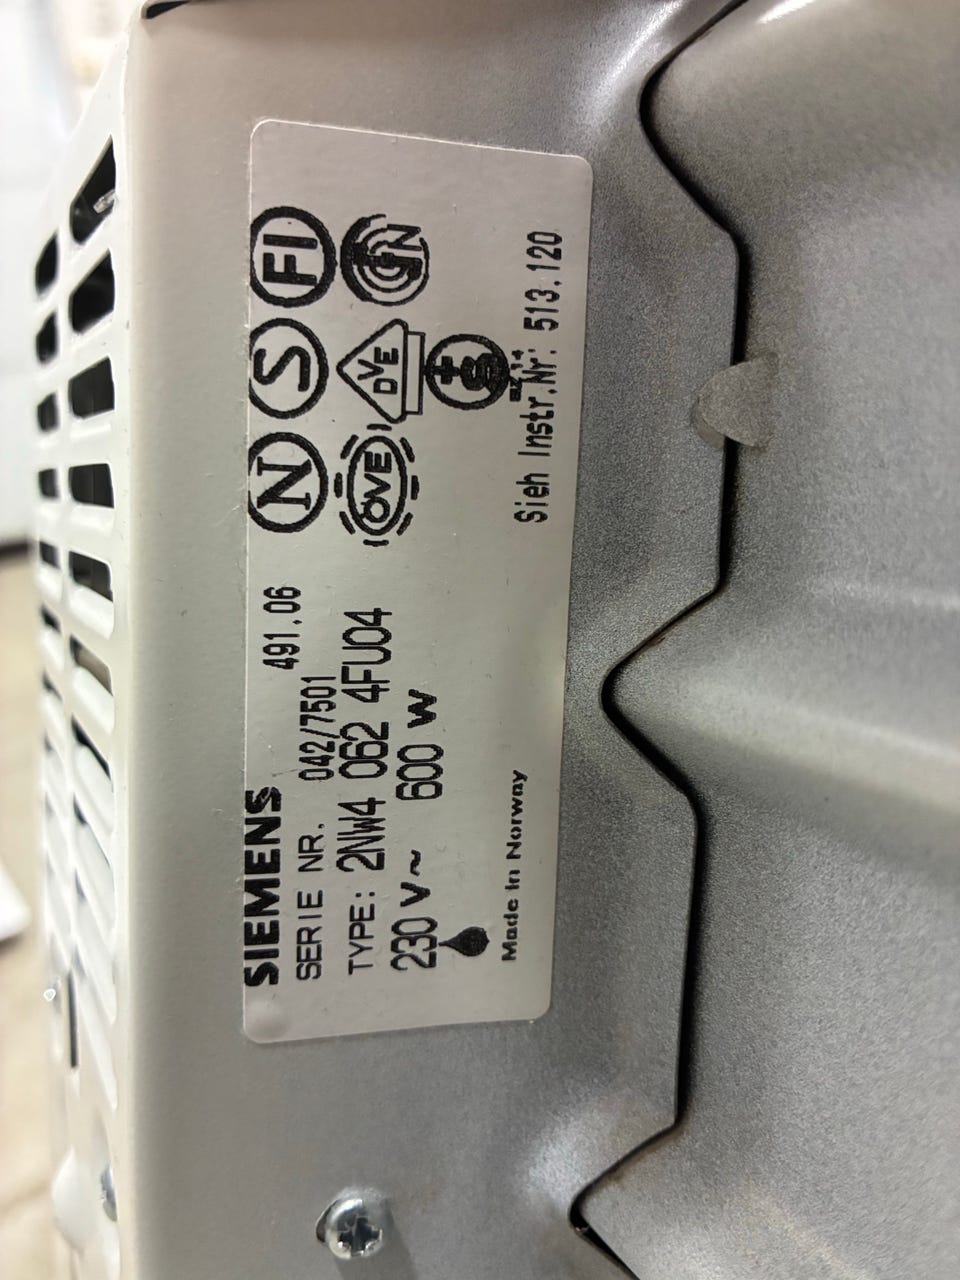 SIEMENS
491.06
SERIE NR. 042/7501
TYPE: 2NW4 062 4FU04
230 V~ 600 W
Made in Norway
N S FI
ÖVE VDE
+S
Sieh Instr.Nr: 513.120